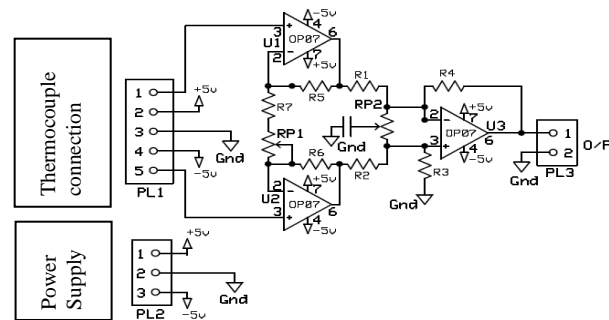 Thermocouple
connection
Power
Supply
1
2
3
4
5
PL1
+5v
Gnd
-5v
1
2
3
PL2
+5v
Gnd
-5v
-5v
3
4
6
OP07
U1
2
7
+5v
R5
R1
R7
RP1
R6
R2
RP2
Gnd
U2
2
+5v
7
OP07
6
3
4
-5v
R4
+5v
7
2
U3
OP07
6
3
4
-5v
R3
Gnd
1
2
O/P
Gnd
PL3